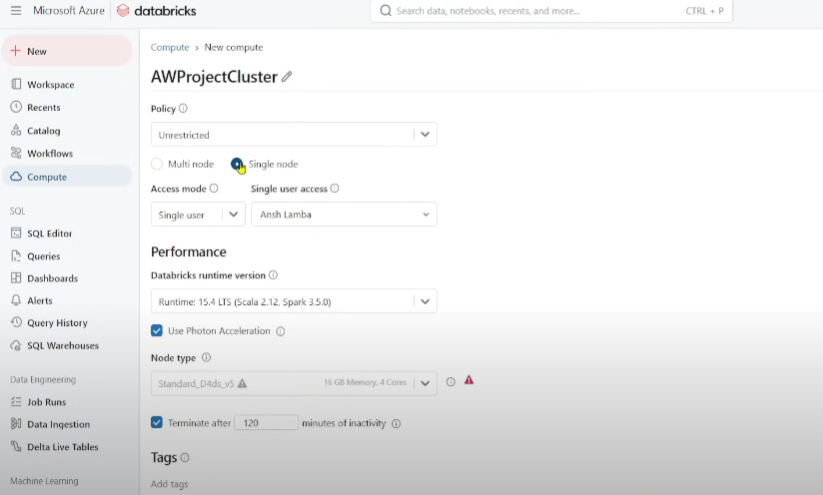 Microsoft Azure databricks Search data, notebooks, recents, and more... CTRL + P
New
Workspace
Recents
Catalog
Workflows
Compute
SQL
SQL Editor
Queries
Dashboards
Alerts
Query History
SQL Warehouses
Data Engineering
Job Runs
Data Ingestion
Delta Live Tables
Machine Learning
Compute › New compute
AWProjectCluster
Policy
Unrestricted
Multi node Single node
Access mode Single user access
Single user Ansh Lamba
Performance
Databricks runtime version
Runtime: 15.4 LTS (Scala 2.12, Spark 3.5.0)
Use Photon Acceleration
Node type
Standard_D4ds_v5 16 GB Memory, 4 Cores
Terminate after 120 minutes of inactivity
Tags
Add tags